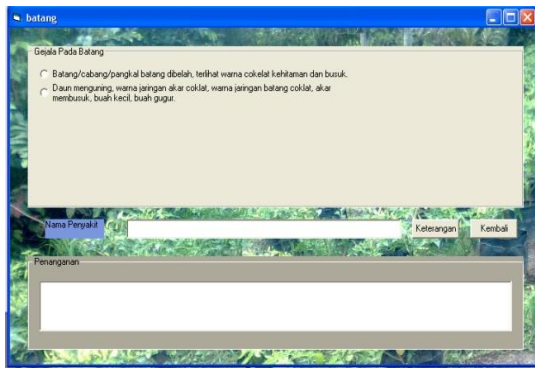 batang
Gejala Pada Batang
Batang/cabang/pangkal batang dibelah, terlihat warna cokelat kehitaman dan busuk.
Daun menguning, warna jaringan akar coklat, warna jaringan batang coklat, akar
membusuk, buah kecil, buah gugur.
Nama Penyakit
Keterangan
Kembali
Penanganan